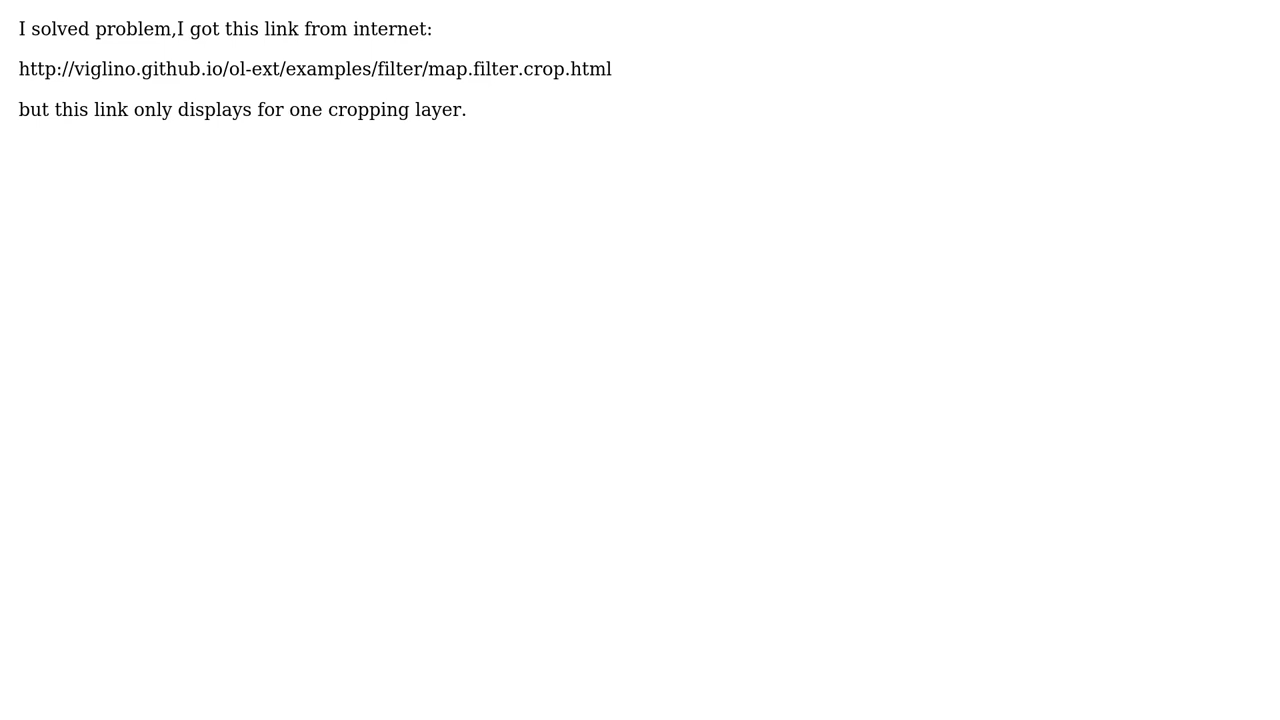 I solved problem,I got this link from internet:
http://viglino.github.io/ol-ext/examples/filter/map.filter.crop.html
but this link only displays for one cropping layer.